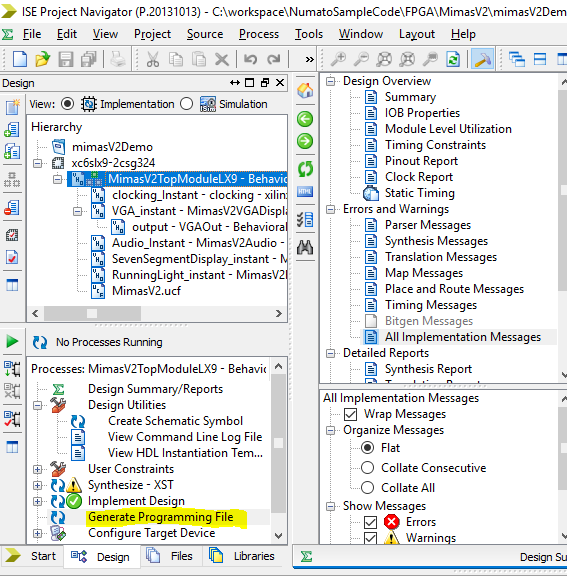 ISE Project Navigator (P.20131013) - C:\workspace\NumatoSampleCode\FPGA\MimasV2\mimasV2Demo
File Edit View Project Source Process Tools Window Layout Help
Design
View: Implementation Simulation
Hierarchy
mimasV2Demo
xc6slx9-2csg324
MimasV2TopModuleLX9 - Behavio
clocking_Instant - clocking - xilin
VGA_instant - MimasV2VGADispla
output - VGAOut - Behavioral
Audio_Instant - MimasV2Audio -
SevenSegmentDisplay_instant - M
RunningLight_instant - MimasV2L
MimasV2.ucf
No Processes Running
Processes: MimasV2TopModuleLX9 - Behavio
Design Summary/Reports
Design Utilities
Create Schematic Symbol
View Command Line Log File
View HDL Instantiation Tem...
User Constraints
Synthesize - XST
Implement Design
Generate Programming File
Configure Target Device
Start Design Files Libraries
Design Overview
Summary
IOB Properties
Module Level Utilization
Timing Constraints
Pinout Report
Clock Report
Static Timing
Errors and Warnings
Parser Messages
Synthesis Messages
Translation Messages
Map Messages
Place and Route Messages
Timing Messages
Bitgen Messages
All Implementation Messages
Detailed Reports
Synthesis Report
All Implementation Messages
Wrap Messages
Organize Messages
Flat
Collate Consecutive
Collate All
Show Messages
Errors
Warnings
Design Su